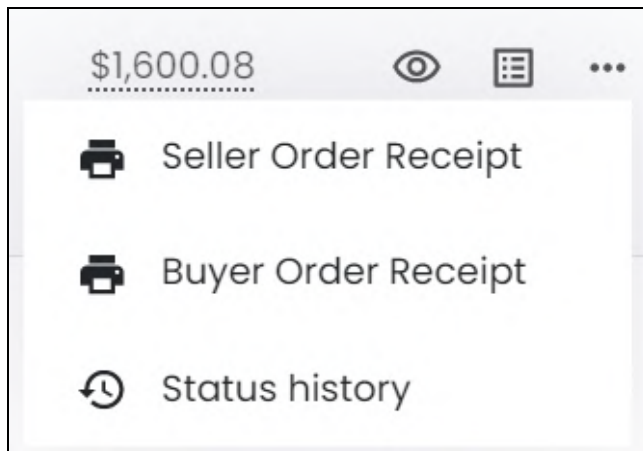 $1,600.08
Seller Order Receipt
Buyer Order Receipt
Status history